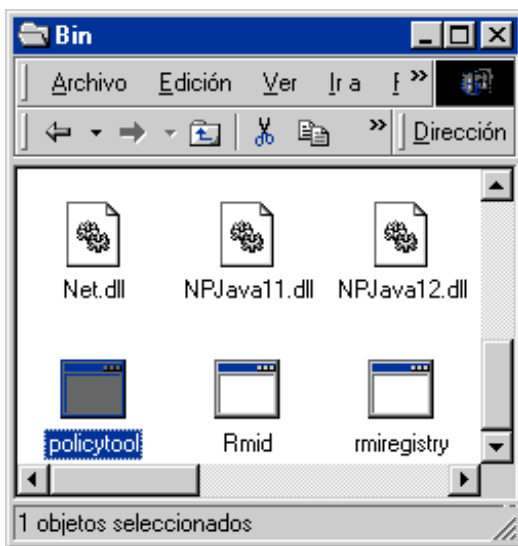 Bin
Archivo Edición Ver Ir a F »
» Dirección
Net.dll NPJava11.dll NPJava12.dll
policytool Rmid rmiregistry
1 objetos seleccionados